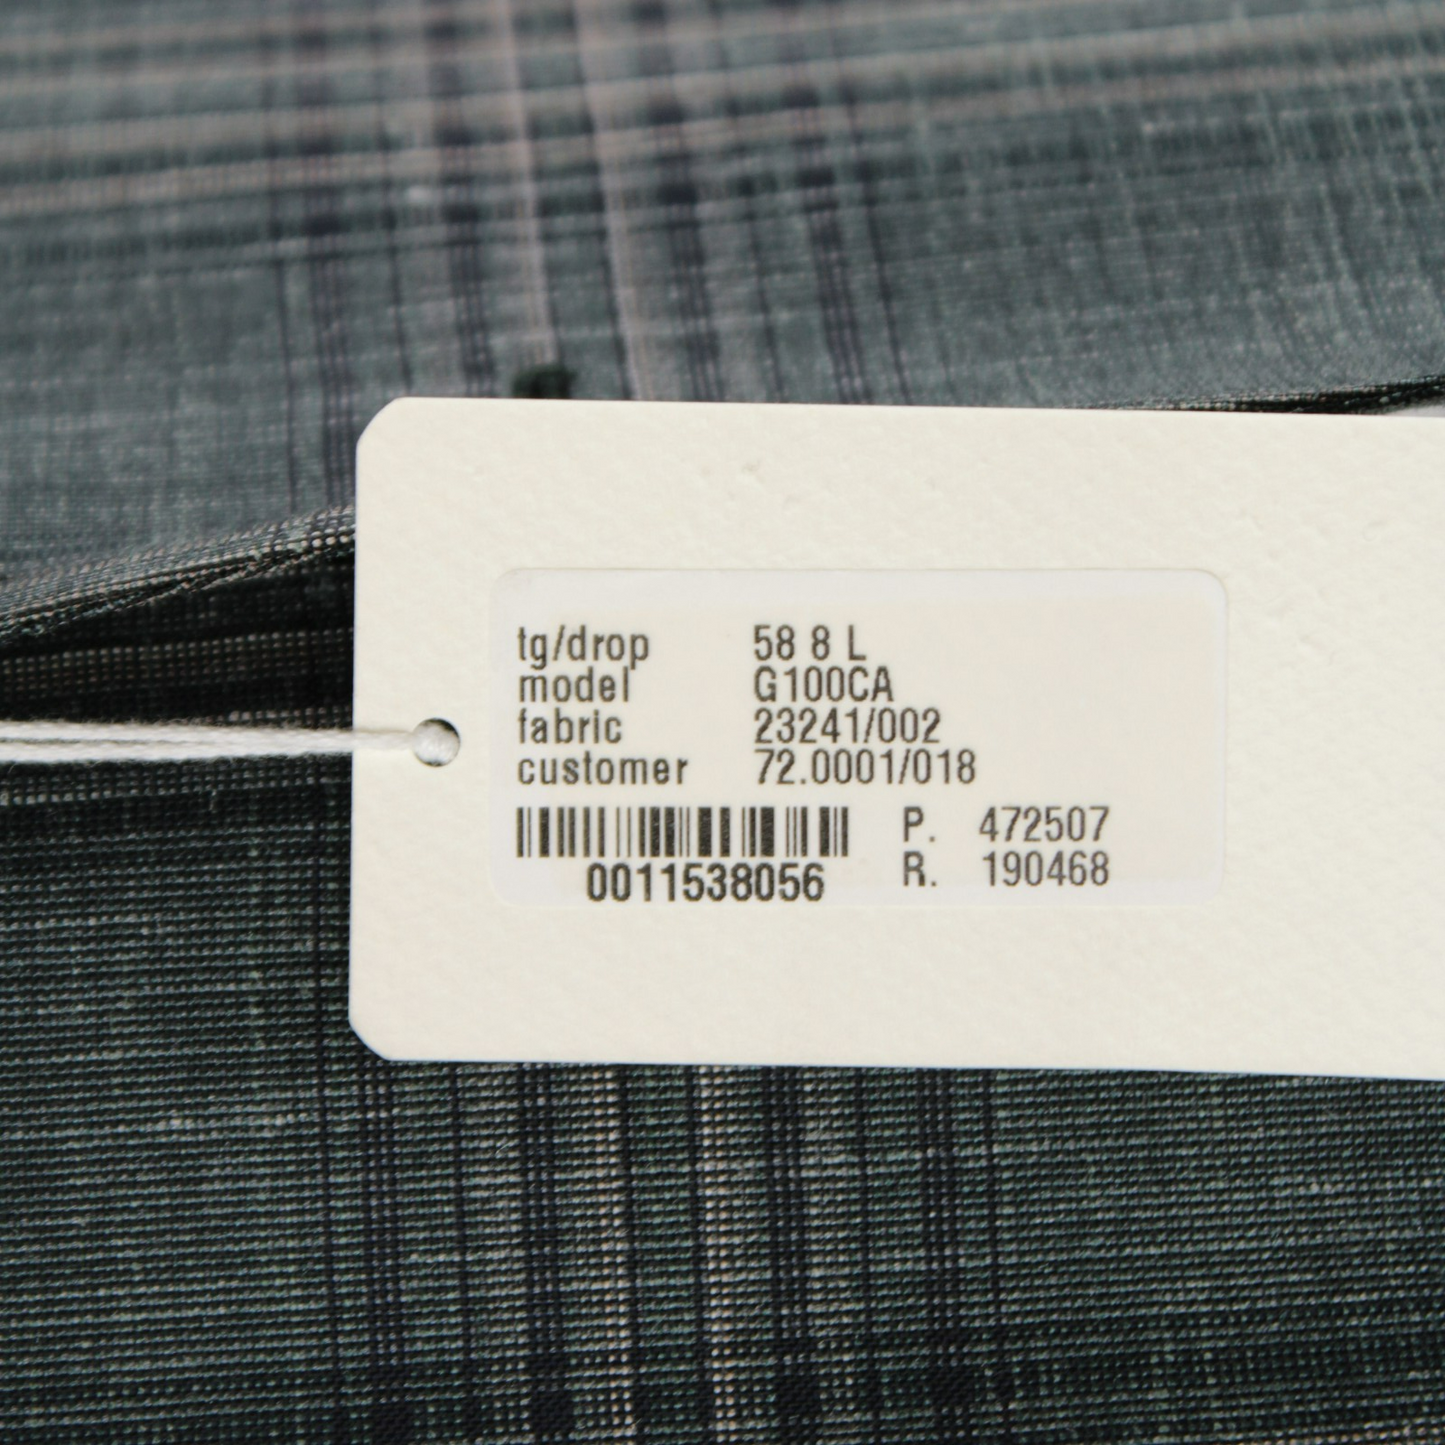 tg/drop 58 8 L
model G100CA
fabric 23241/002
customer 72.0001/018
P. 472507
0011538056 R. 190468